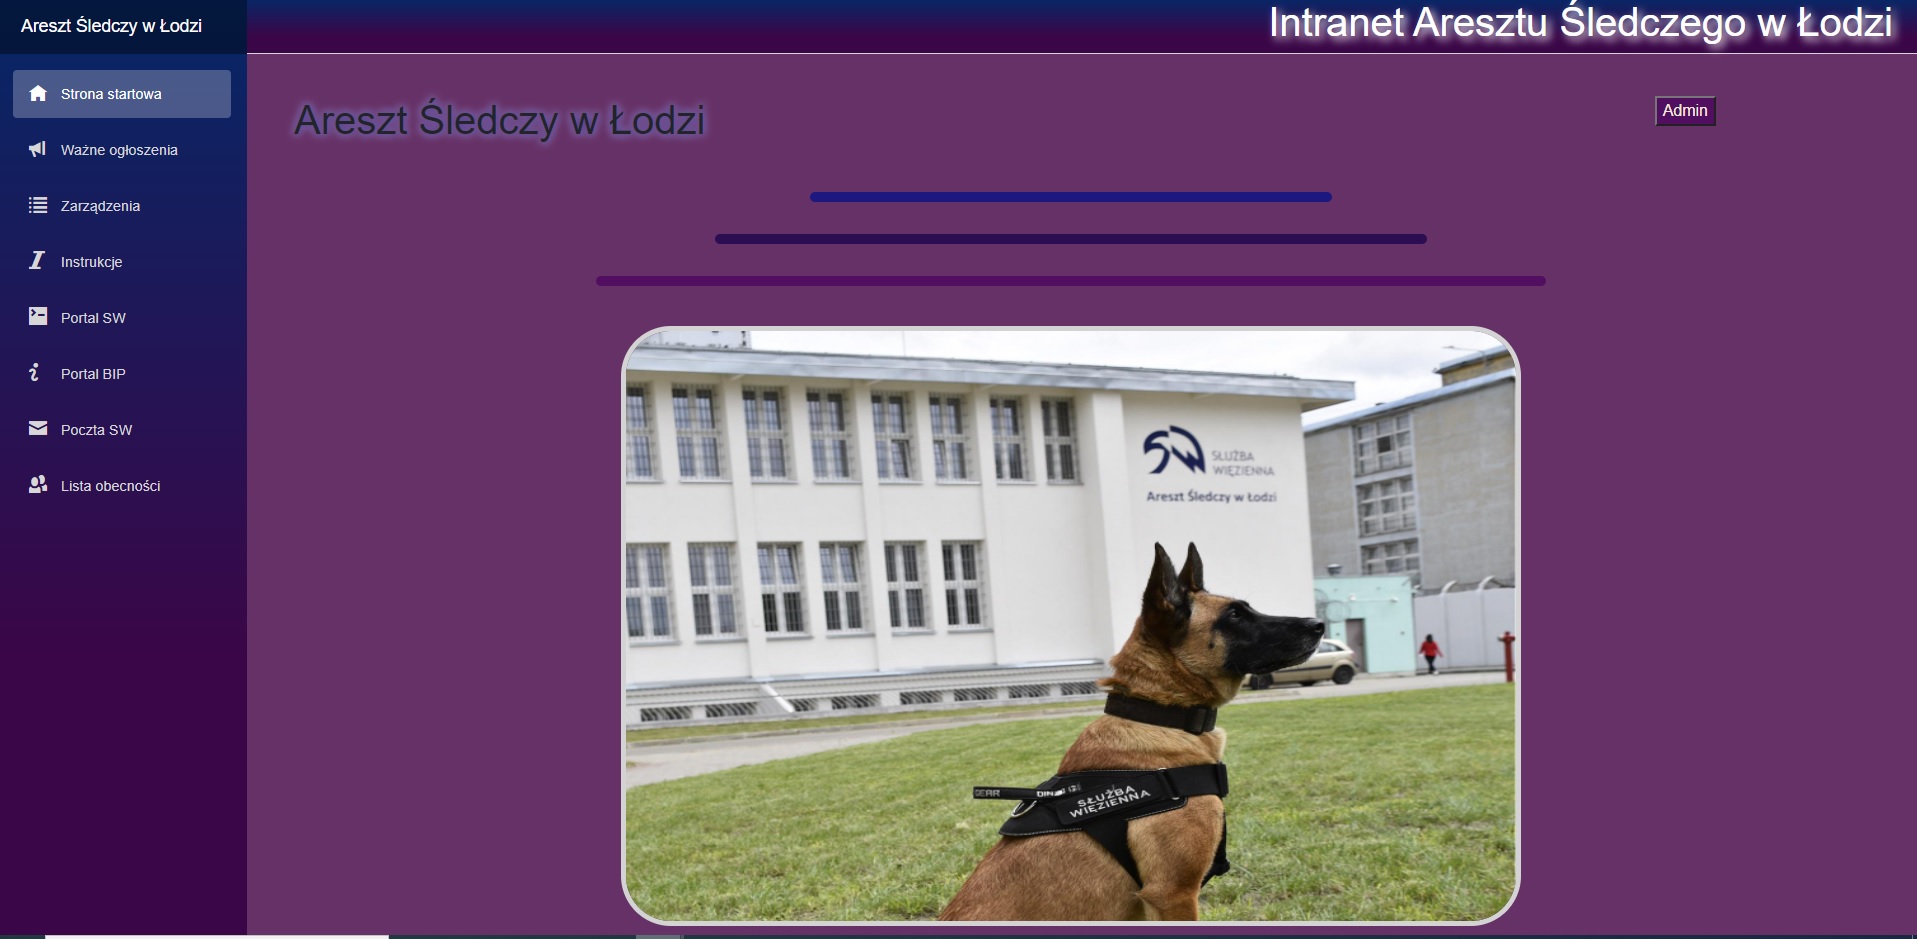 Areszt Śledczy w Łodzi
Intranet Aresztu Śledczego w Łodzi
Strona startowa
Ważne ogłoszenia
Zarządzenia
Instrukcje
Portal SW
Portal BIP
Poczta SW
Lista obecności
Areszt Śledczy w Łodzi
Admin
SŁUŻBA
WIĘZIENNA
Areszt Śledczy w Łodzi
GEAR
SŁUŻBA
WIĘZIENNA